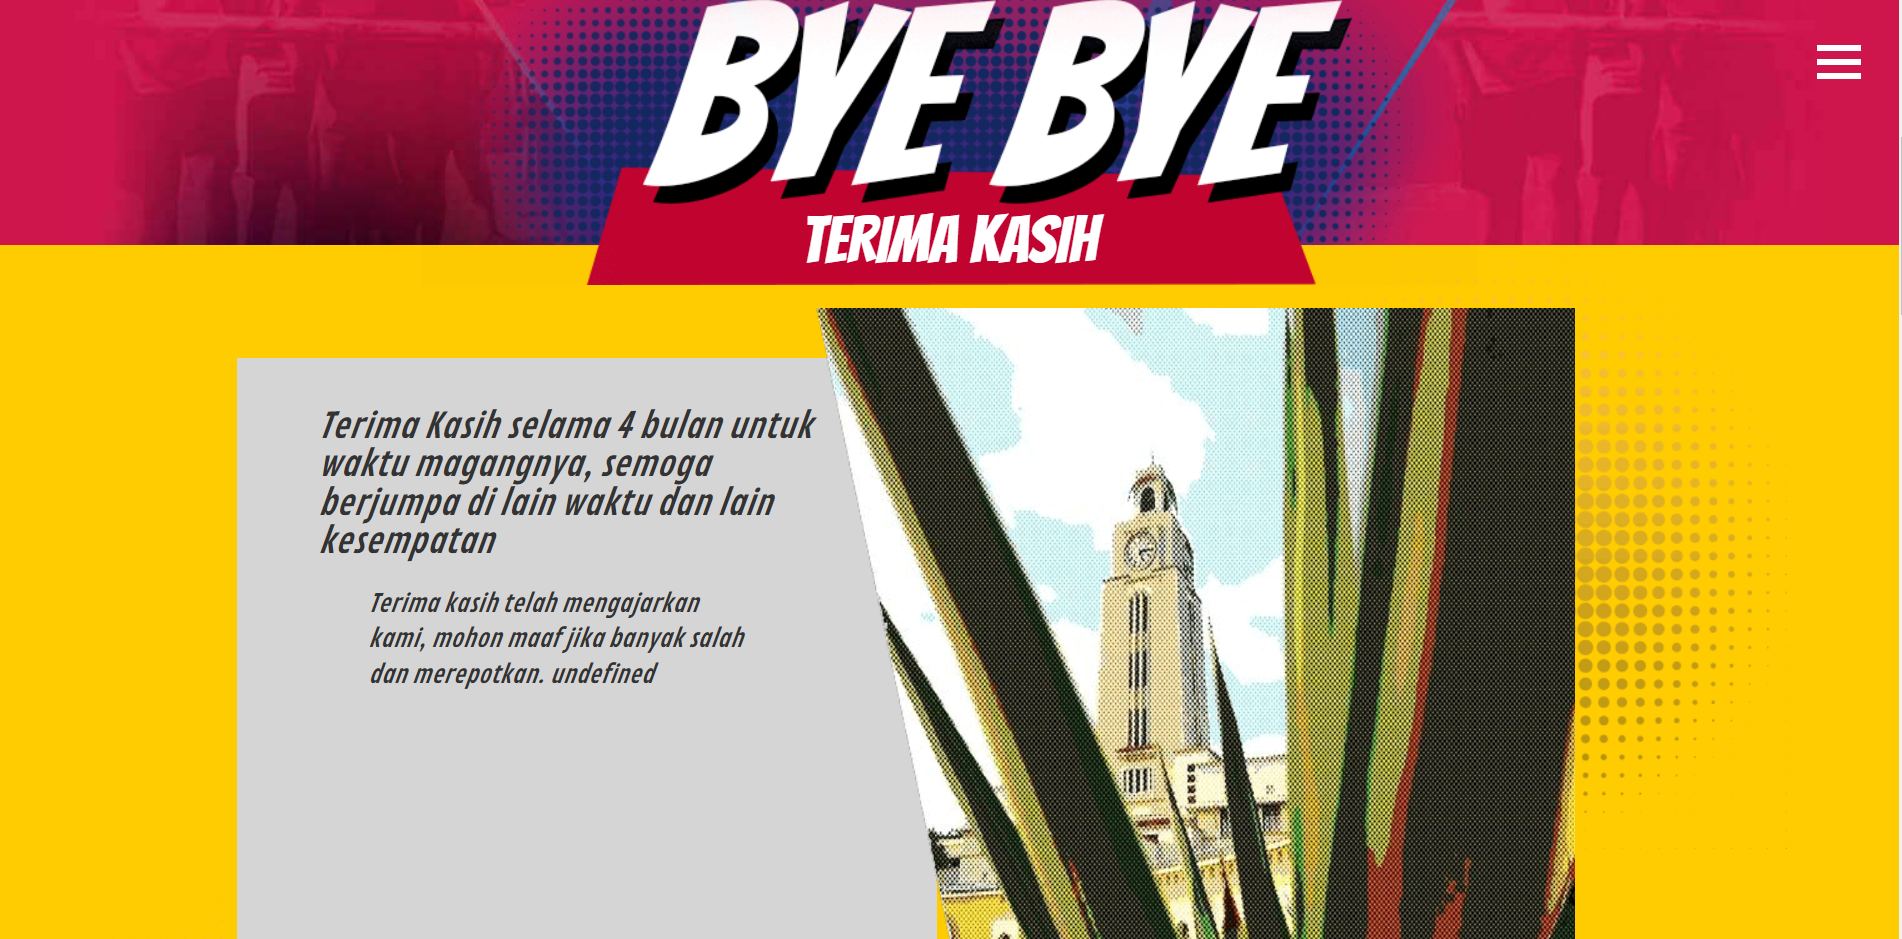 BYE BYE
TERIMA KASIH
Terima Kasih selama 4 bulan untuk
waktu magangnya, semoga
berjumpa di lain waktu dan lain
kesempatan
Terima kasih telah mengajarkan
kami, mohon maaf jika banyak salah
dan merepotkan. undefined